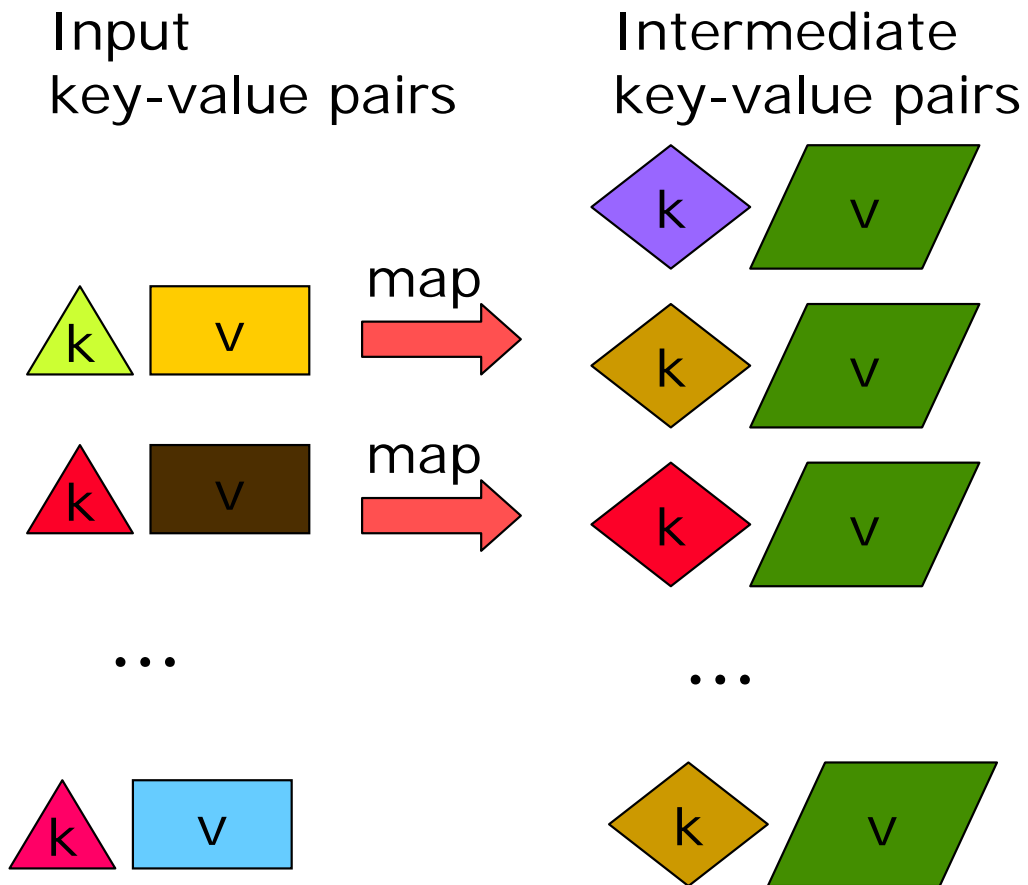 Input
key-value pairs
Intermediate
key-value pairs
k v
map
k v
k v
map
k v
k v
...
...
k v
k v